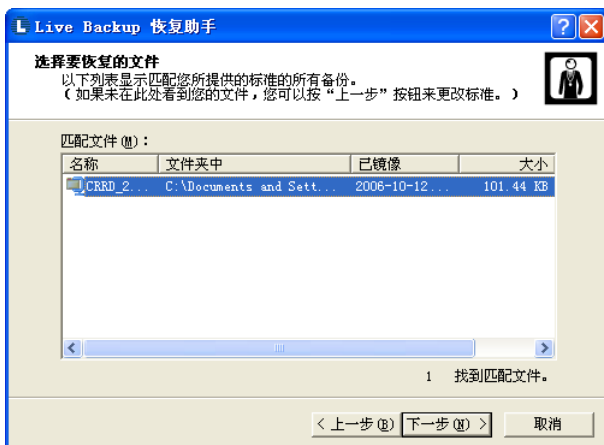 Live Backup 恢复助手
选择要恢复的文件
以下列表显示匹配您所提供的标准的所有备份。
（如果未在此处看到您的文件，您可以按“上一步”按钮来更改标准。）
匹配文件(M)：
名称 文件夹中 已镜像 大小
CRRD_2... C:\Documents and Sett... 2006-10-12... 101.44 KB
1 找到匹配文件。
< 上一步(B) 下一步(N) > 取消